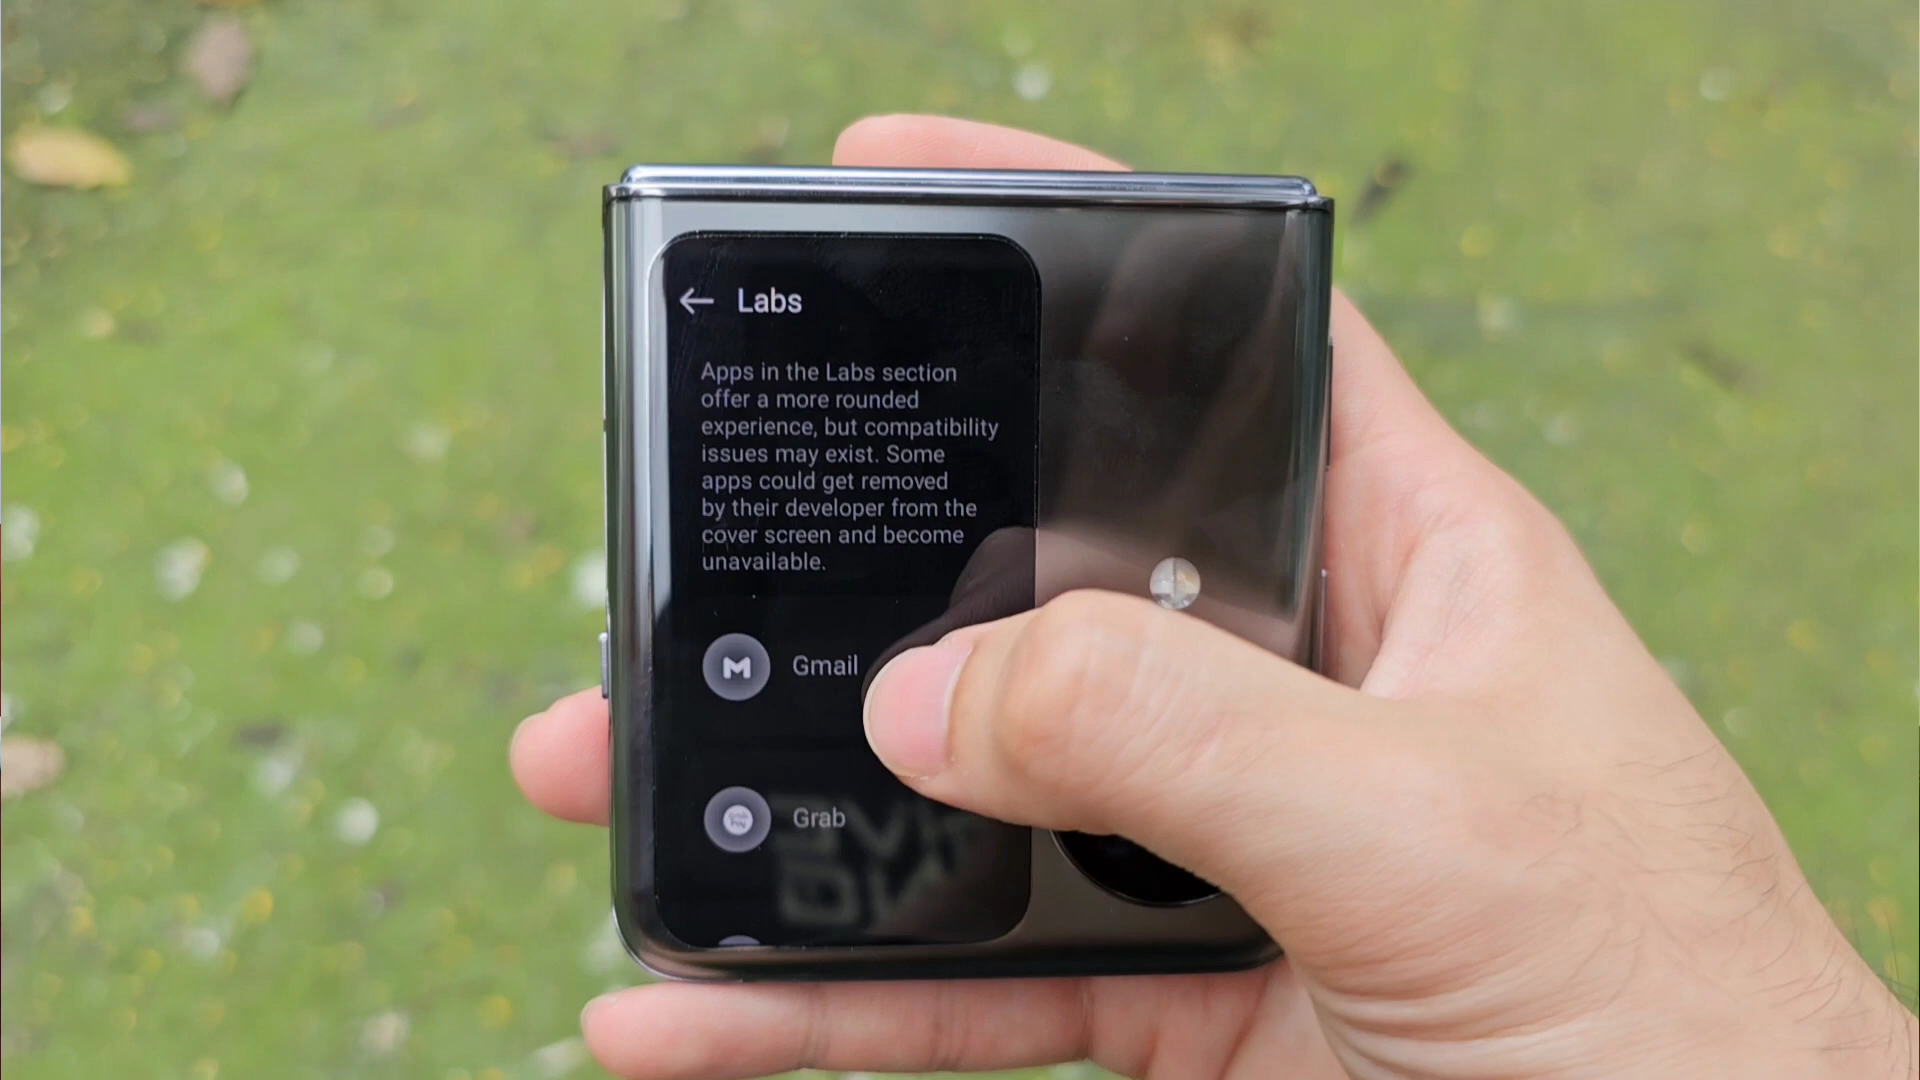 Labs
Apps in the Labs section
offer a more rounded
experience, but compatibility
issues may exist. Some
apps could get removed
by their developer from the
cover screen and become
unavailable.
Gmail
Grab